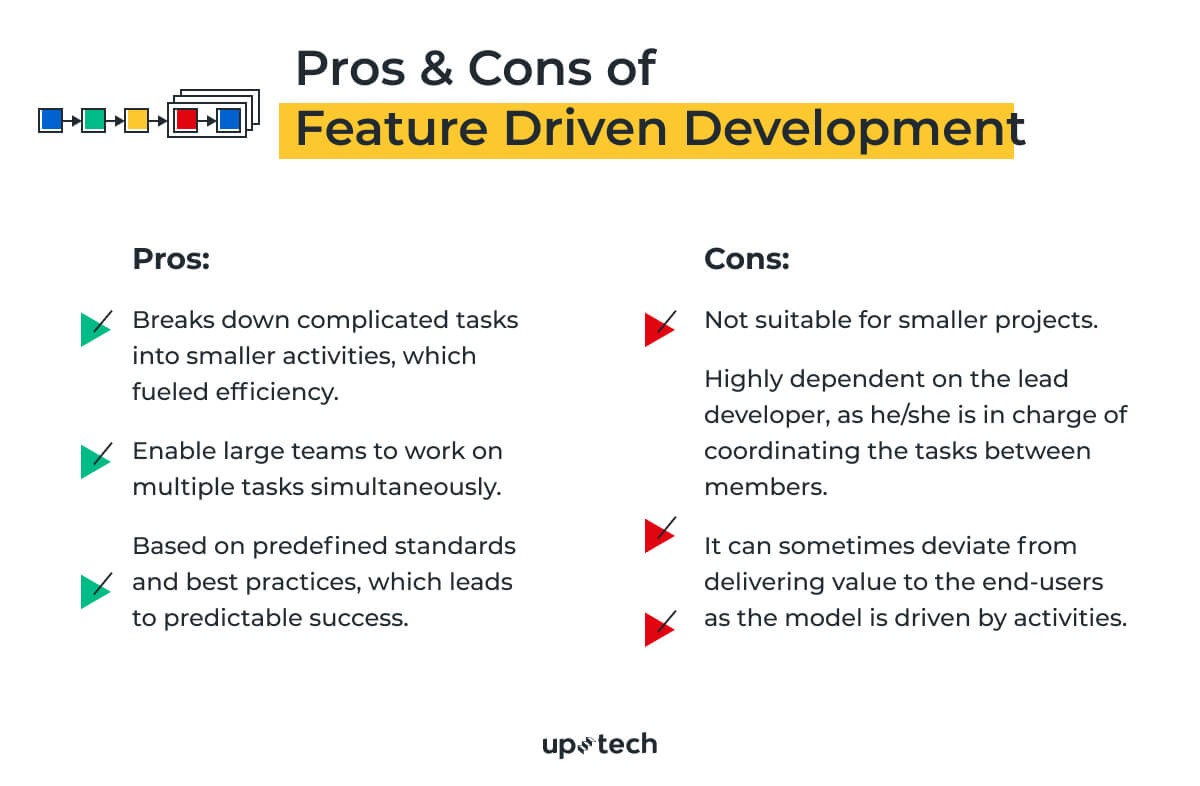 Pros & Cons of
Feature Driven Development
Pros:
Breaks down complicated tasks
into smaller activities, which
fueled efficiency.
Enable large teams to work on
multiple tasks simultaneously.
Based on predefined standards
and best practices, which leads
to predictable success.
Cons:
Not suitable for smaller projects.
Highly dependent on the lead
developer, as he/she is in charge of
coordinating the tasks between
members.
It can sometimes deviate from
delivering value to the end-users
as the model is driven by activities.
uptech